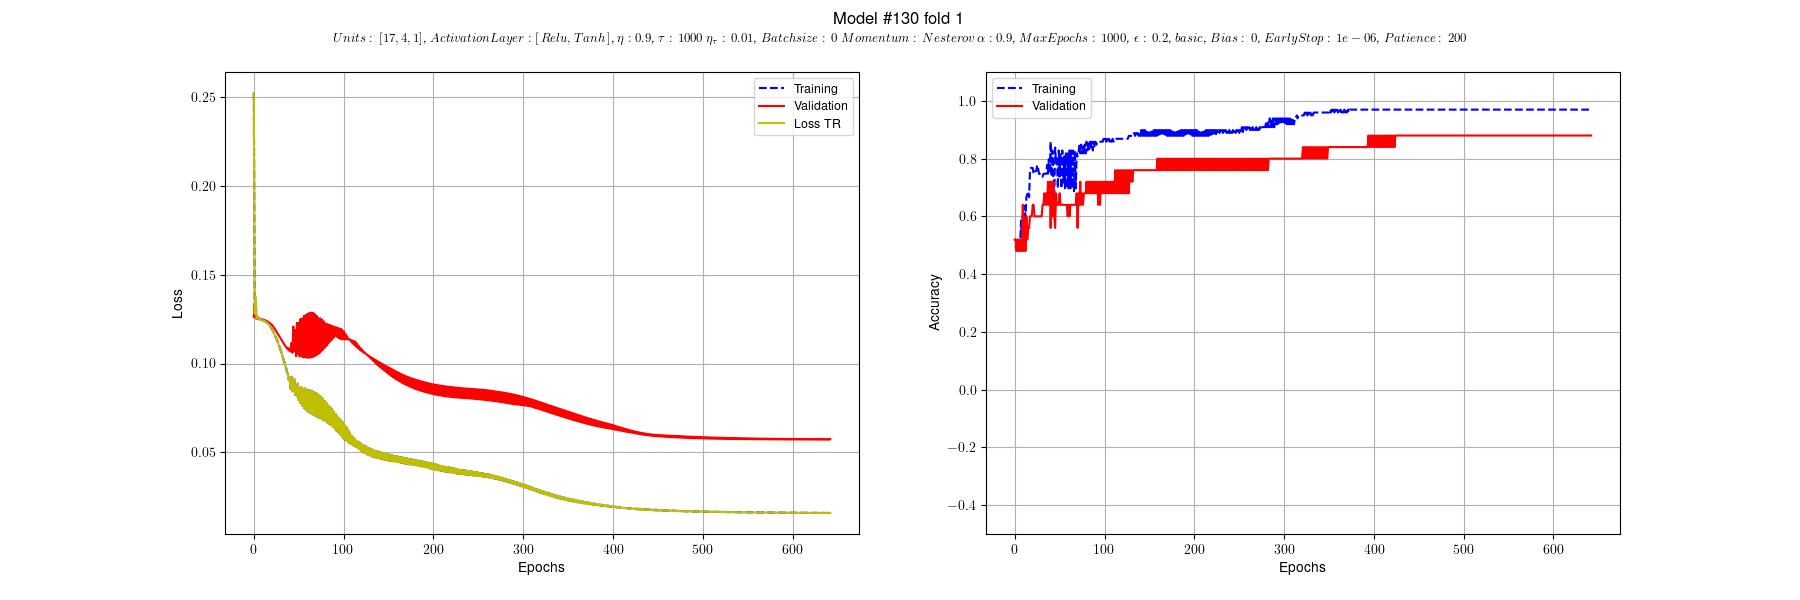 Model #130 fold 1
Units : [17, 4, 1], ActivationLayer : [Relu, Tanh], η : 0.9, τ : 1000 η_τ : 0.01, Batchsize : 0 Momentum : Nesterov α : 0.9, MaxEpochs : 1000, ϵ : 0.2, basic, Bias : 0, EarlyStop : 1e − 06, Patience : 200
Training
Validation
Loss TR
0.25
0.20
0.15
0.10
0.05
Loss
0 100 200 300 400 500 600
Epochs
Training
Validation
1.0
0.8
0.6
0.4
0.2
0.0
−0.2
−0.4
Accuracy
0 100 200 300 400 500 600
Epochs